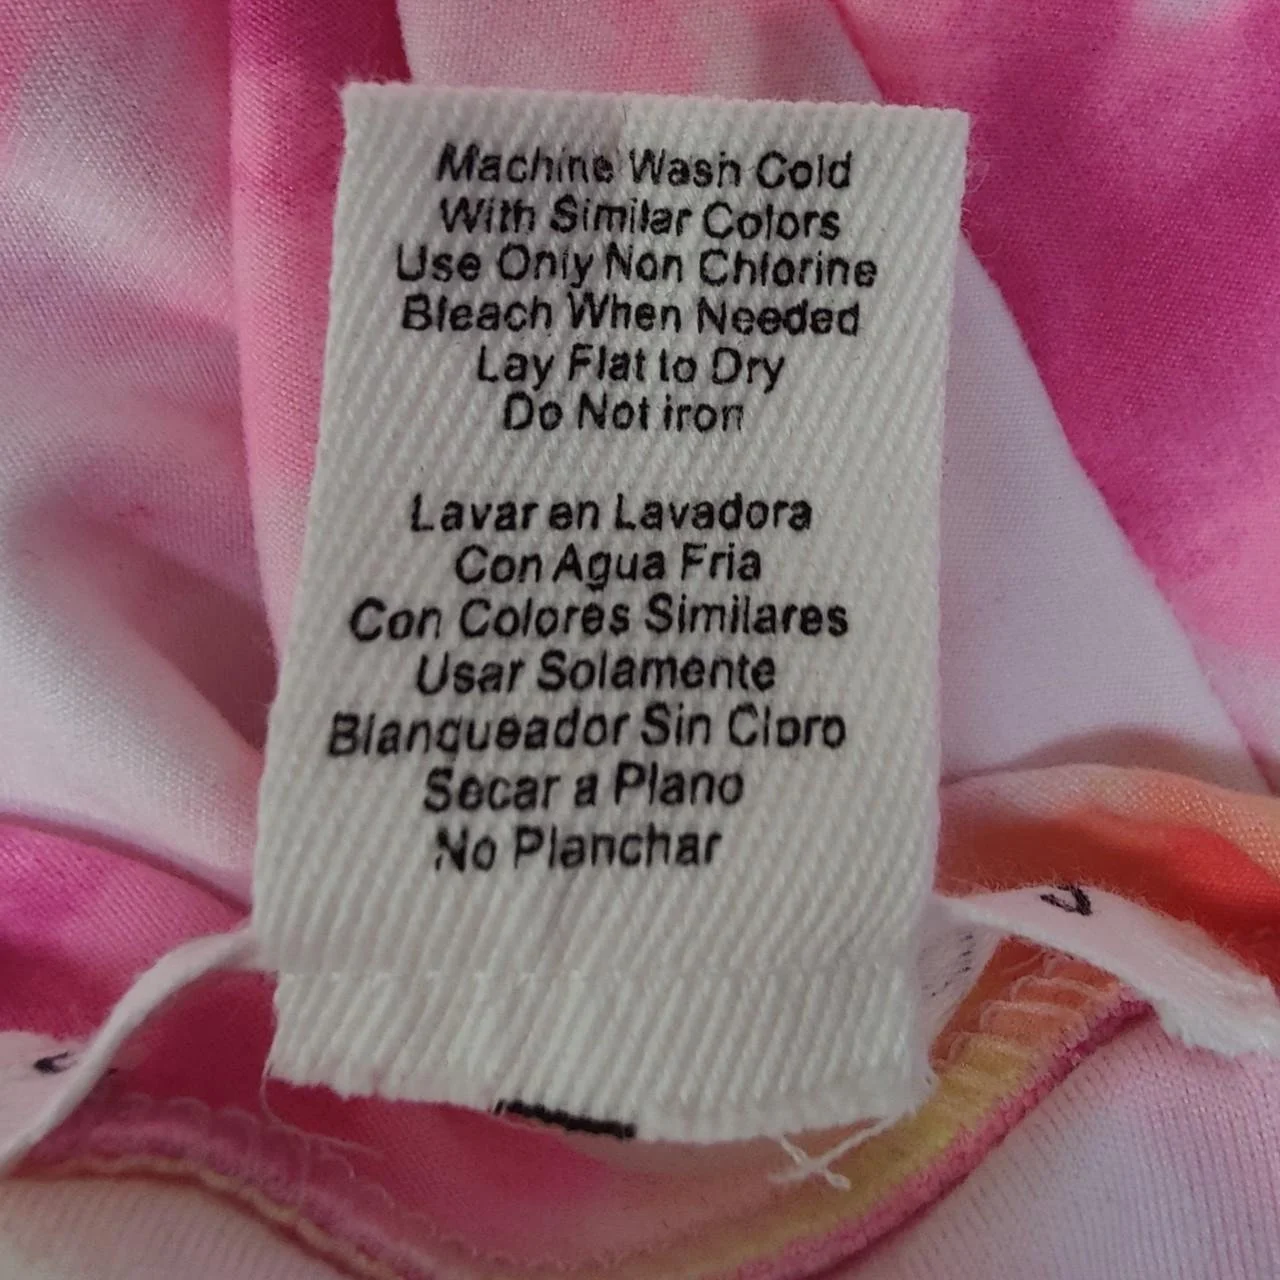 Machine Wash Cold
With Similar Colors
Use Only Non Chlorine
Bleach When Needed
Lay Flat to Dry
Do Not iron
Lavar en Lavadora
Con Agua Fria
Con Colores Similares
Usar Solamente
Blanqueador Sin Cloro
Secar a Plano
No Planchar